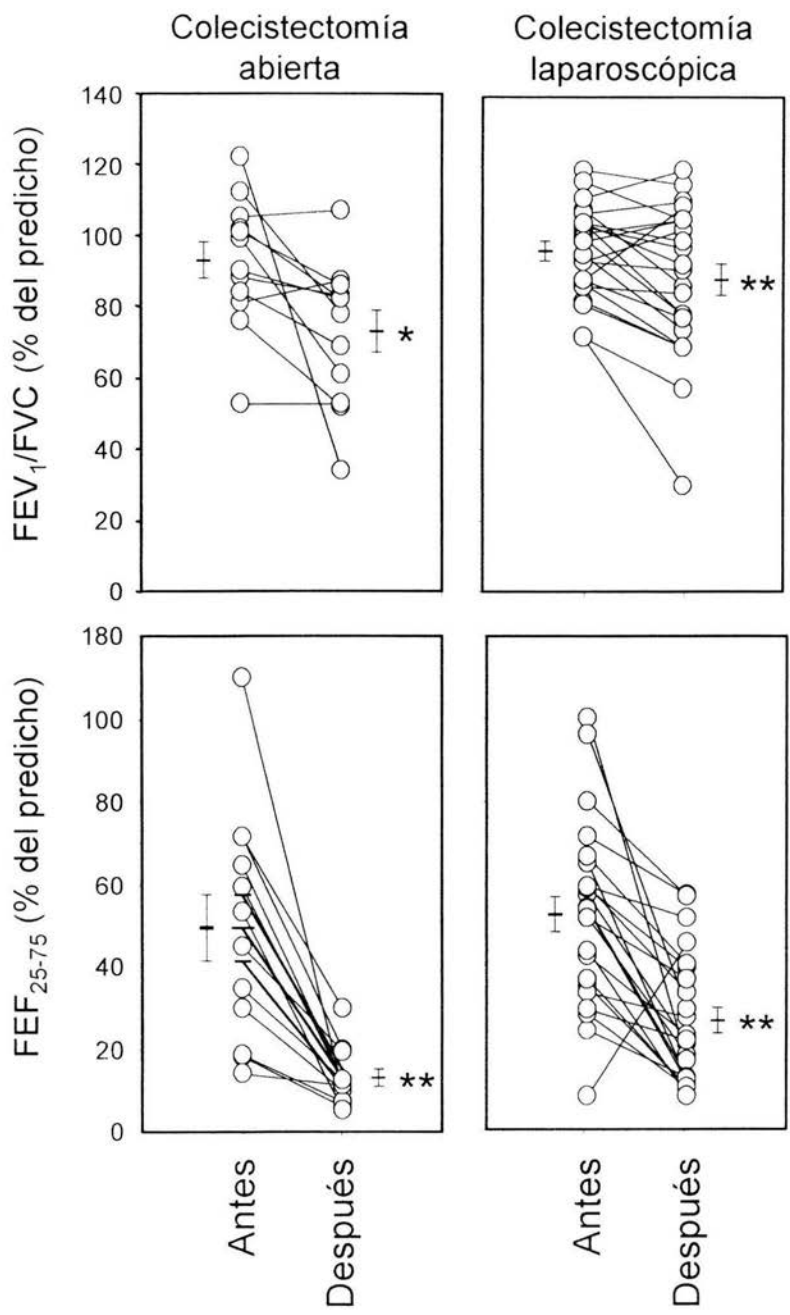 Colecistectomía
abierta
Colecistectomía
laparoscópica
FEV₁/FVC (% del predicho)
140
120
100
80
60
40
20
0
*
**
FEF₂₅₋₇₅ (% del predicho)
180
100
80
60
40
20
0
**
**
Antes
Después
Antes
Después